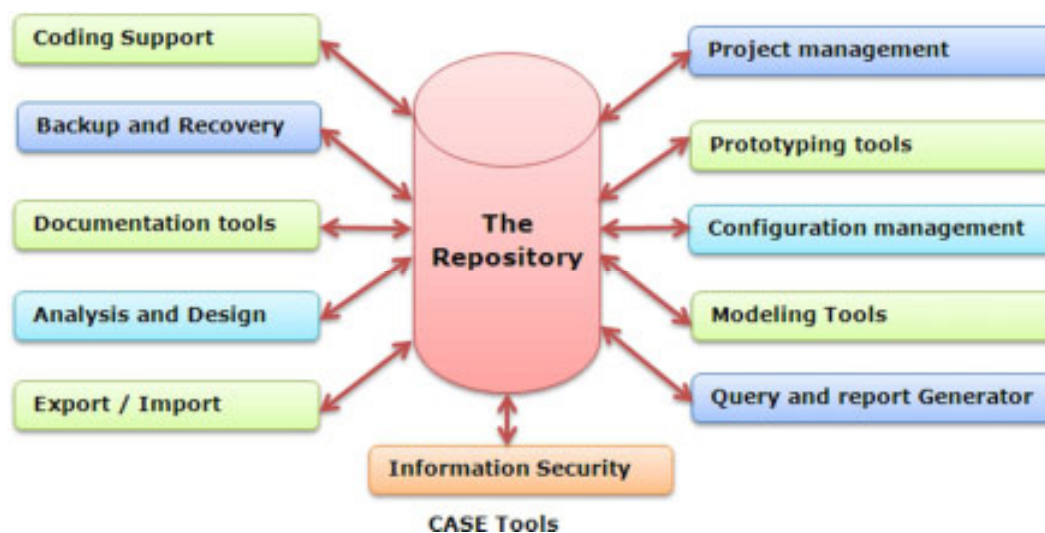 Coding Support
Backup and Recovery
Documentation tools
Analysis and Design
Export / Import
The
Repository
Project management
Prototyping tools
Configuration management
Modeling Tools
Query and report Generator
Information Security
CASE Tools